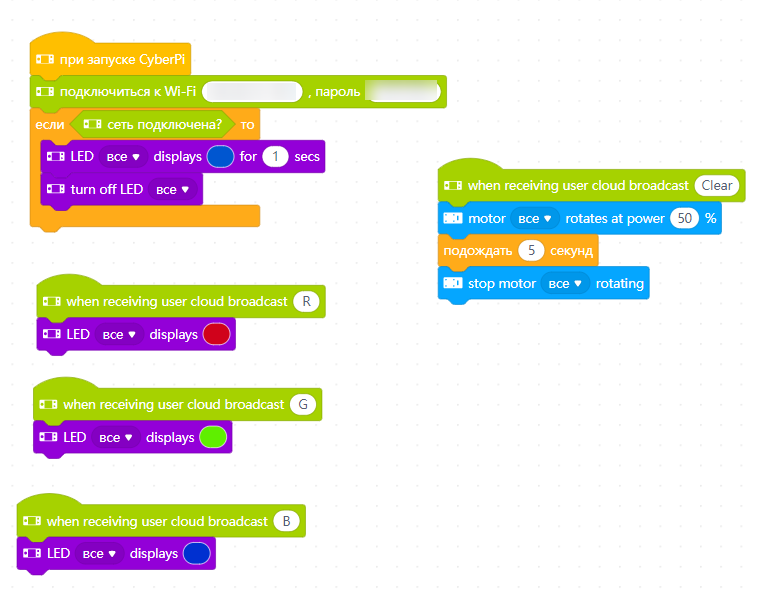 при запуске CyberPi
подключиться к Wi-Fi , пароль
если сеть подключена? то
LED все displays for 1 secs
turn off LED все
when receiving user cloud broadcast Clear
motor все rotates at power 50 %
подождать 5 секунд
stop motor все rotating
when receiving user cloud broadcast R
LED все displays
when receiving user cloud broadcast G
LED все displays
when receiving user cloud broadcast B
LED все displays